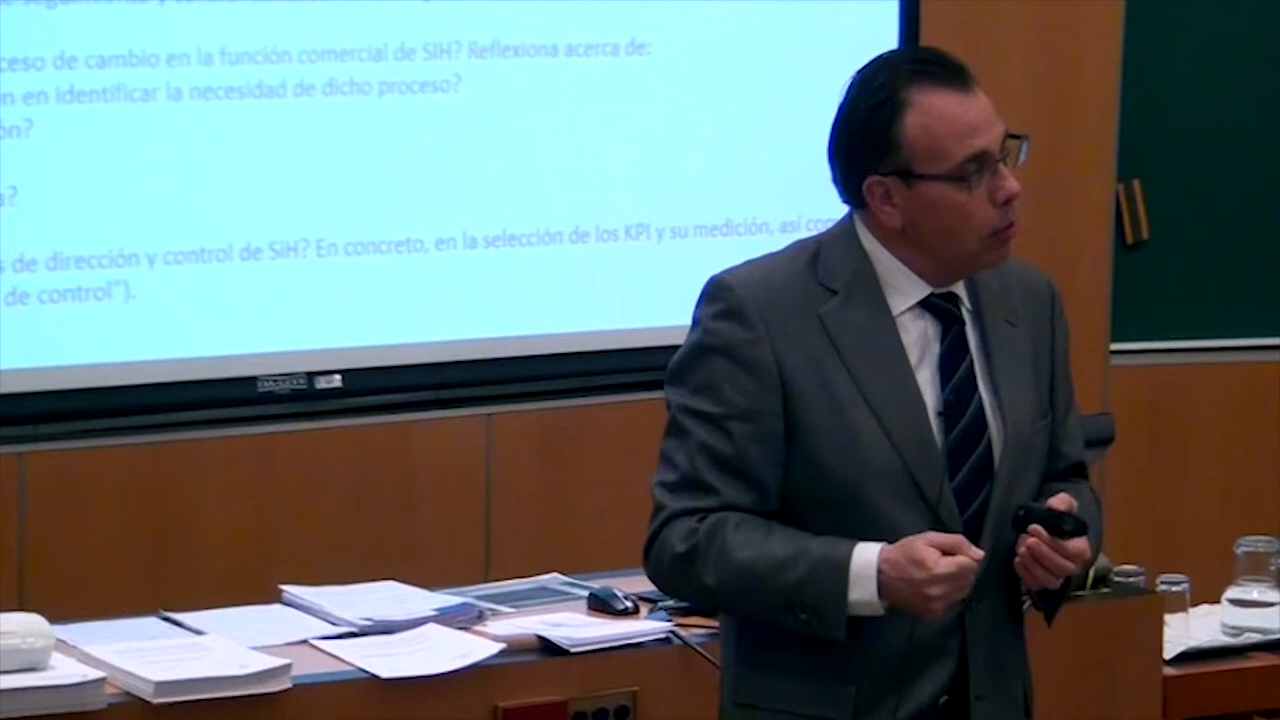 ceso de cambio en la función comercial de SIH? Reflexiona acerca de:
n en identificar la necesidad de dicho proceso?
ón?
a?
s de dirección y control de SiH? En concreto, en la selección de los KPI y su medición, así com
de control").
DA-LITE